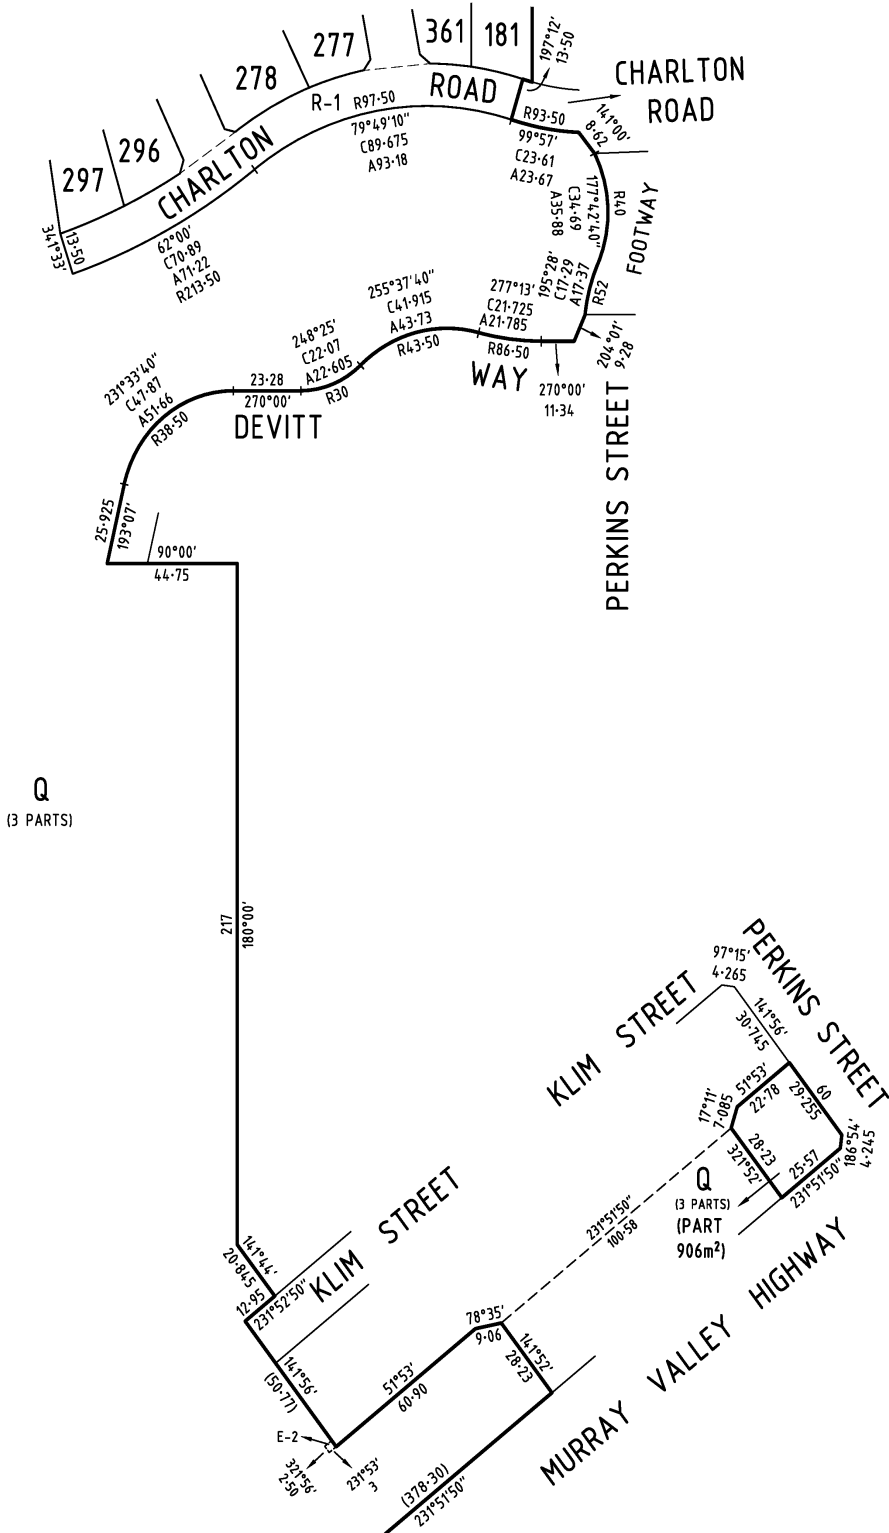 361
181
277
278
296
297
197°12'
13·50
CHARLTON
ROAD
R-1
ROAD
CHARLTON
R97·50
79°49'10"
C89·675
A93·18
R93·50
99°57'
C23·61
A23·67
141°00'
8·62
R40
177°42'40"
C34·69
A35·88
FOOTWAY
341°33'
13·50
62°00'
C70·89
A71·22
R213·50
195°28'
C17·29
A17·37
R52
204°01'
9·28
277°13'
C21·725
A21·785
R86·50
255°37'40"
C41·915
A43·73
R43·50
248°25'
C22·07
A22·605
R30
WAY
270°00'
11·34
PERKINS STREET
23·28
270°00'
DEVITT
231°33'40"
C47·87
A51·66
R38·50
25·925
193°07'
90°00'
44·75
Q
(3 PARTS)
217
180°00'
97°15'
4·265
PERKINS STREET
KLIM STREET
141°56'
30·745
51°53'
22·78
60
29·255
17°11'
7·085
28·23
321°52'
186°54'
4·245
25·57
231°51'50"
Q
(3 PARTS)
(PART
906m²)
231°51'50"
100·58
KLIM STREET
141°44'
20·845
12·95
231°52'50"
141°56'
(50·77)
78°35'
9·06
51°53'
60·90
141°52'
28·23
MURRAY VALLEY HIGHWAY
E-2
321°56'
2·50
231°53'
3
(378·30)
231°51'50"